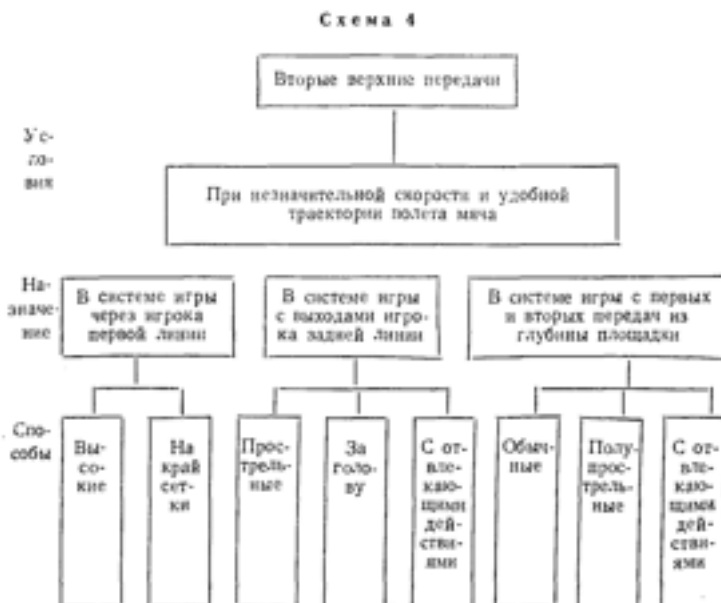 Схема 4
Вторые верхние передачи
Ус-
ло-
вия
При незначительной скорости и удобной
траектории полета мяча
На-
значе-
ние
В системе игры
через игрока
первой линии
В системе игры
с выходами игро-
ка задней линии
В системе игры с первых
и вторых передач из
глубины площадки
Спо-
собы
Вы-
со-
кие
На
край
сет-
ки
Прос-
трель-
ные
За
голо-
ву
С от-
вле-
каю-
щими
дей-
стви-
ями
Обыч-
ные
Полу-
прос-
трель-
ные
С от-
вле-
каю-
щими
дей-
стви-
ями